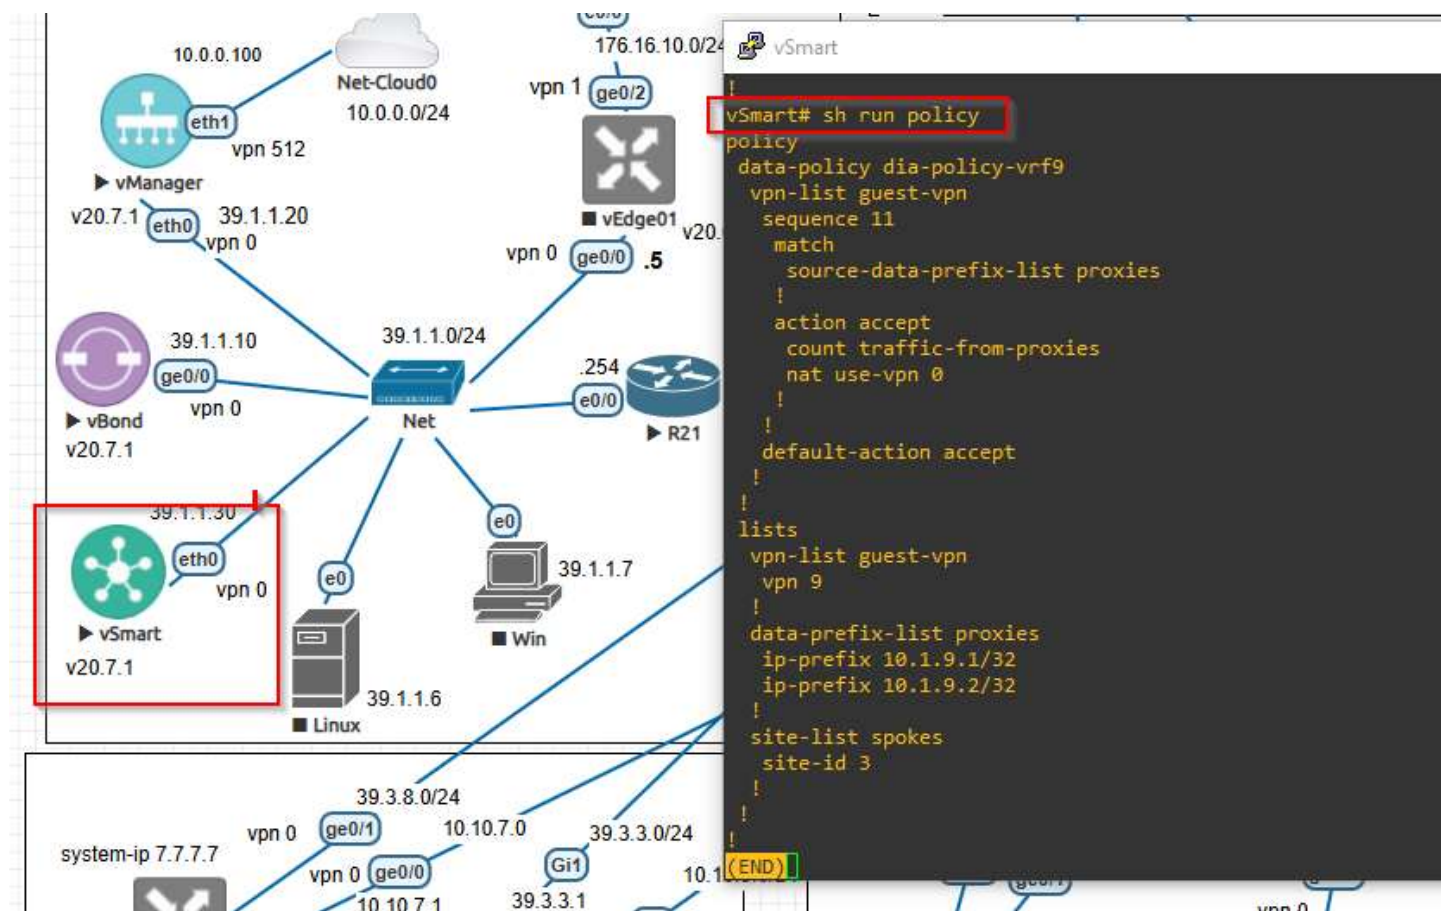 10.0.0.100
Net-Cloud0
10.0.0.0/24
eth1
vpn 512
vManager
v20.7.1
eth0
39.1.1.20
vpn 0
176.16.10.0/24
vpn 1
ge0/2
vEdge01
vpn 0
ge0/0
.5
39.1.1.10
ge0/0
vpn 0
vBond
v20.7.1
39.1.1.0/24
Net
.254
e0/0
R21
39.1.1.30
eth0
vpn 0
vSmart
v20.7.1
e0
39.1.1.6
Linux
e0
39.1.1.7
Win
39.3.8.0/24
vpn 0
ge0/1
10.10.7.0
39.3.3.0/24
system-ip 7.7.7.7
vpn 0
ge0/0
Gi1
10.10.7.1
39.3.3.1
vpn 0
vSmart
!
vSmart# sh run policy
policy
data-policy dia-policy-vrf9
vpn-list guest-vpn
sequence 11
match
source-data-prefix-list proxies
!
action accept
count traffic-from-proxies
nat use-vpn 0
!
!
default-action accept
!
!
lists
vpn-list guest-vpn
vpn 9
!
data-prefix-list proxies
ip-prefix 10.1.9.1/32
ip-prefix 10.1.9.2/32
!
site-list spokes
site-id 3
!
!
!
(END)